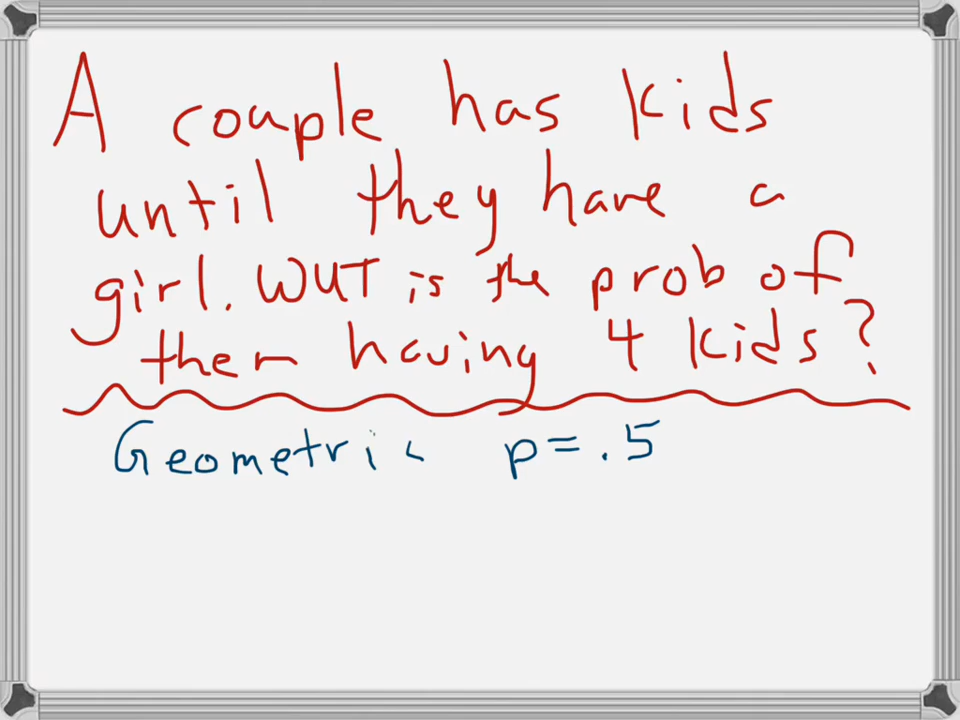 A couple has kids
until they have a
girl. WUT is the prob of
them having 4 kids?
Geometric p=.5